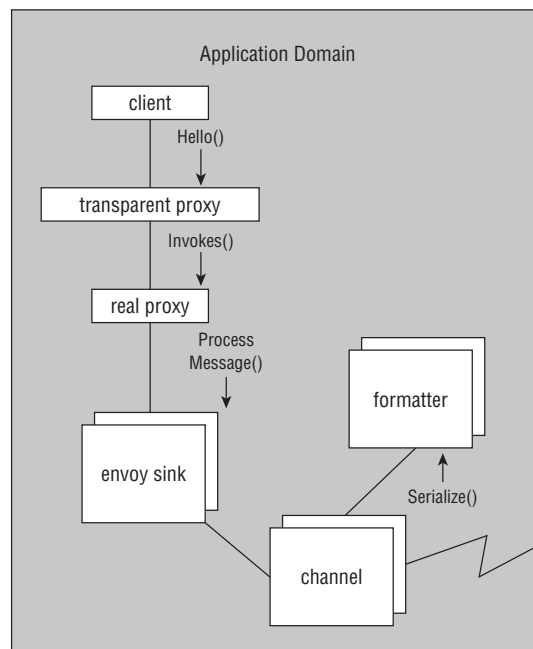 Application Domain
client
Hello()
transparent proxy
Invokes()
real proxy
Process
Message()
formatter
envoy sink
Serialize()
channel